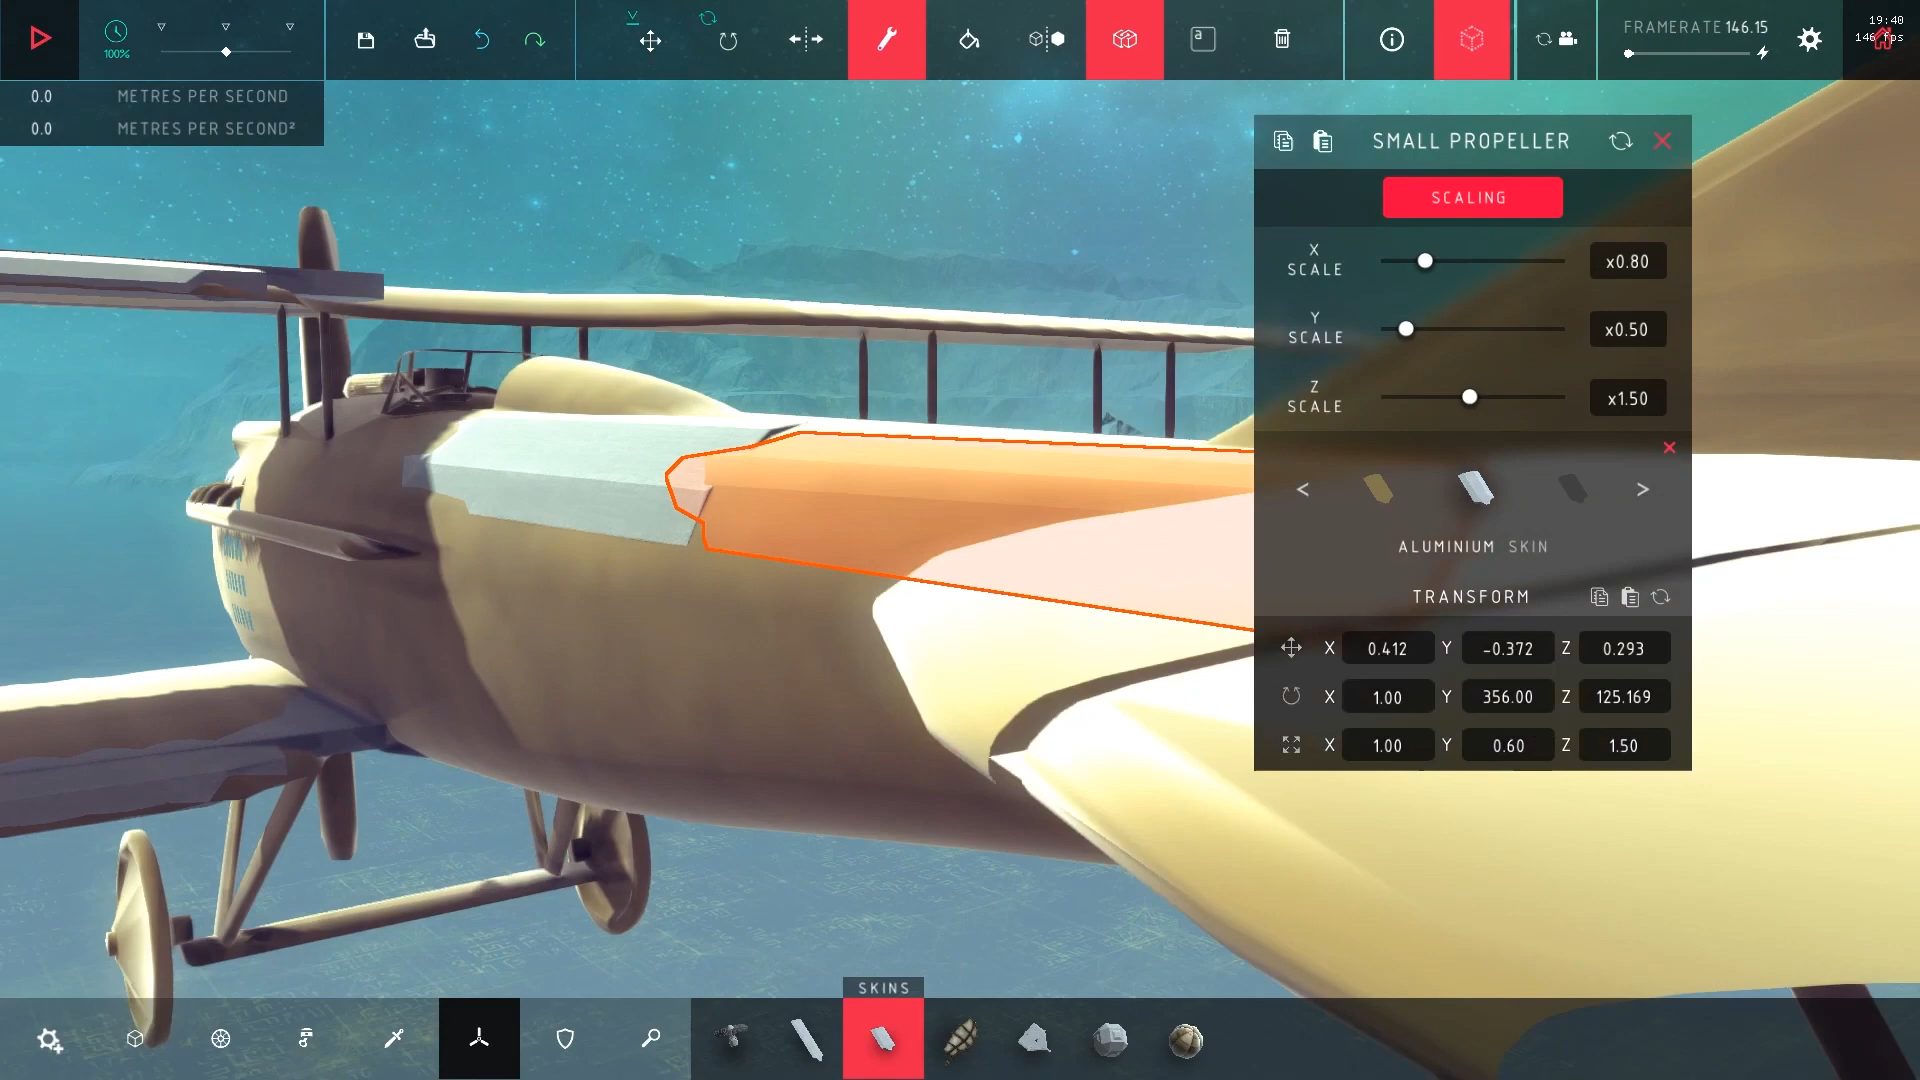 100%
FRAMERATE 146.15
19:40
146 fps
0.0 METRES PER SECOND
0.0 METRES PER SECOND²
a
SMALL PROPELLER
SCALING
X SCALE x0.80
Y SCALE x0.50
Z SCALE x1.50
< >
ALUMINIUM SKIN
TRANSFORM
X 0.412 Y -0.372 Z 0.293
X 1.00 Y 356.00 Z 125.169
X 1.00 Y 0.60 Z 1.50
SKINS